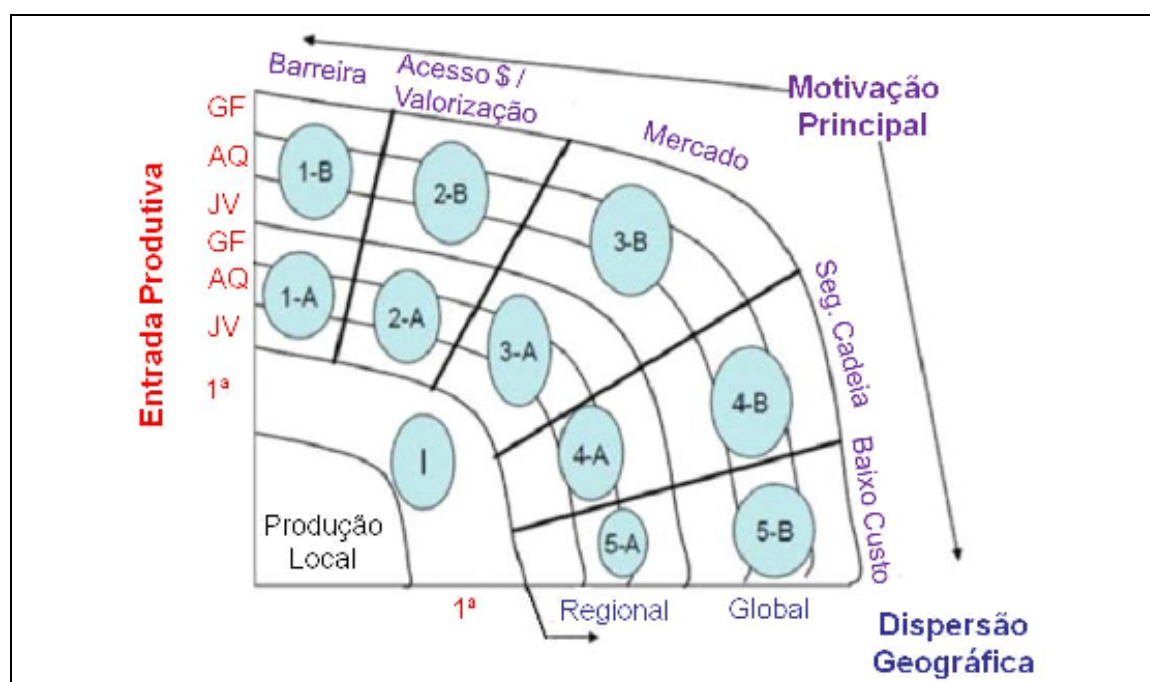 Barreira
Acesso $ /
Valorização
Mercado
Motivação
Principal
Seg. Cadeia
Baixo Custo
Entrada Produtiva
GF
AQ
JV
GF
AQ
JV
1ª
1-B
2-B
3-B
4-B
5-B
1-A
2-A
3-A
4-A
5-A
I
Produção
Local
1ª
Regional
Global
Dispersão
Geográfica